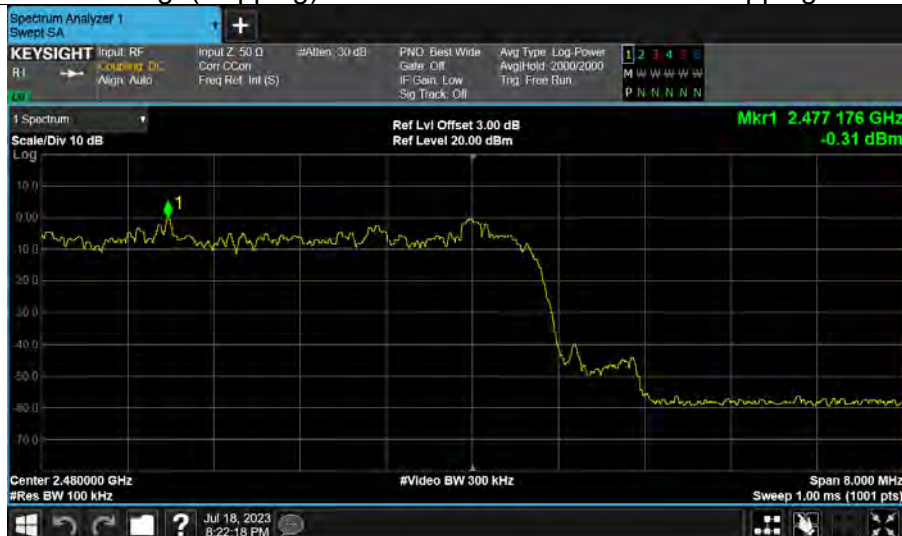 (hopping)
Spectrum Analyzer 1
Swept SA
KEYSIGHT
Input: RF
Coupling: DC
Align: Auto
Input Z: 50 Ω
Corr CCorr
Freq Ref: Int (S)
#Atten: 30 dB
PNO: Best Wide
Gate: Off
IF Gain: Low
Sig Track: Off
Avg Type: Log-Power
Avg|Hold: 2000/2000
Trig: Free Run
1 2 3 4 5 6
M W W W W W
P N N N N N
1 Spectrum
Scale/Div 10 dB
Ref Lvl Offset 3.00 dB
Ref Level 20.00 dBm
Mkr1 2.477 176 GHz
-0.31 dBm
Log
10.0
0.00
-10.0
-20.0
-30.0
-40.0
-50.0
-60.0
-70.0
1
Center 2.480000 GHz
#Res BW 100 kHz
#Video BW 300 kHz
Span 8.000 MHz
Sweep 1.00 ms (1001 pts)
?
Jul 18, 2023
8:22:18 PM